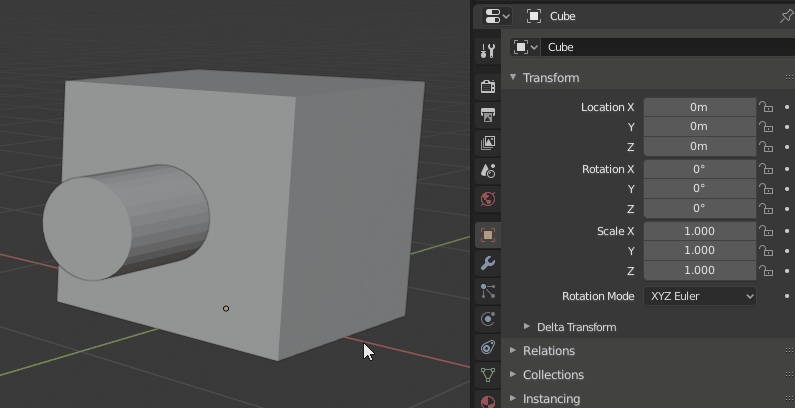 Cube
Cube
Transform
Location X 0m
Y 0m
Z 0m
Rotation X 0°
Y 0°
Z 0°
Scale X 1.000
Y 1.000
Z 1.000
Rotation Mode XYZ Euler
Delta Transform
Relations
Collections
Instancing